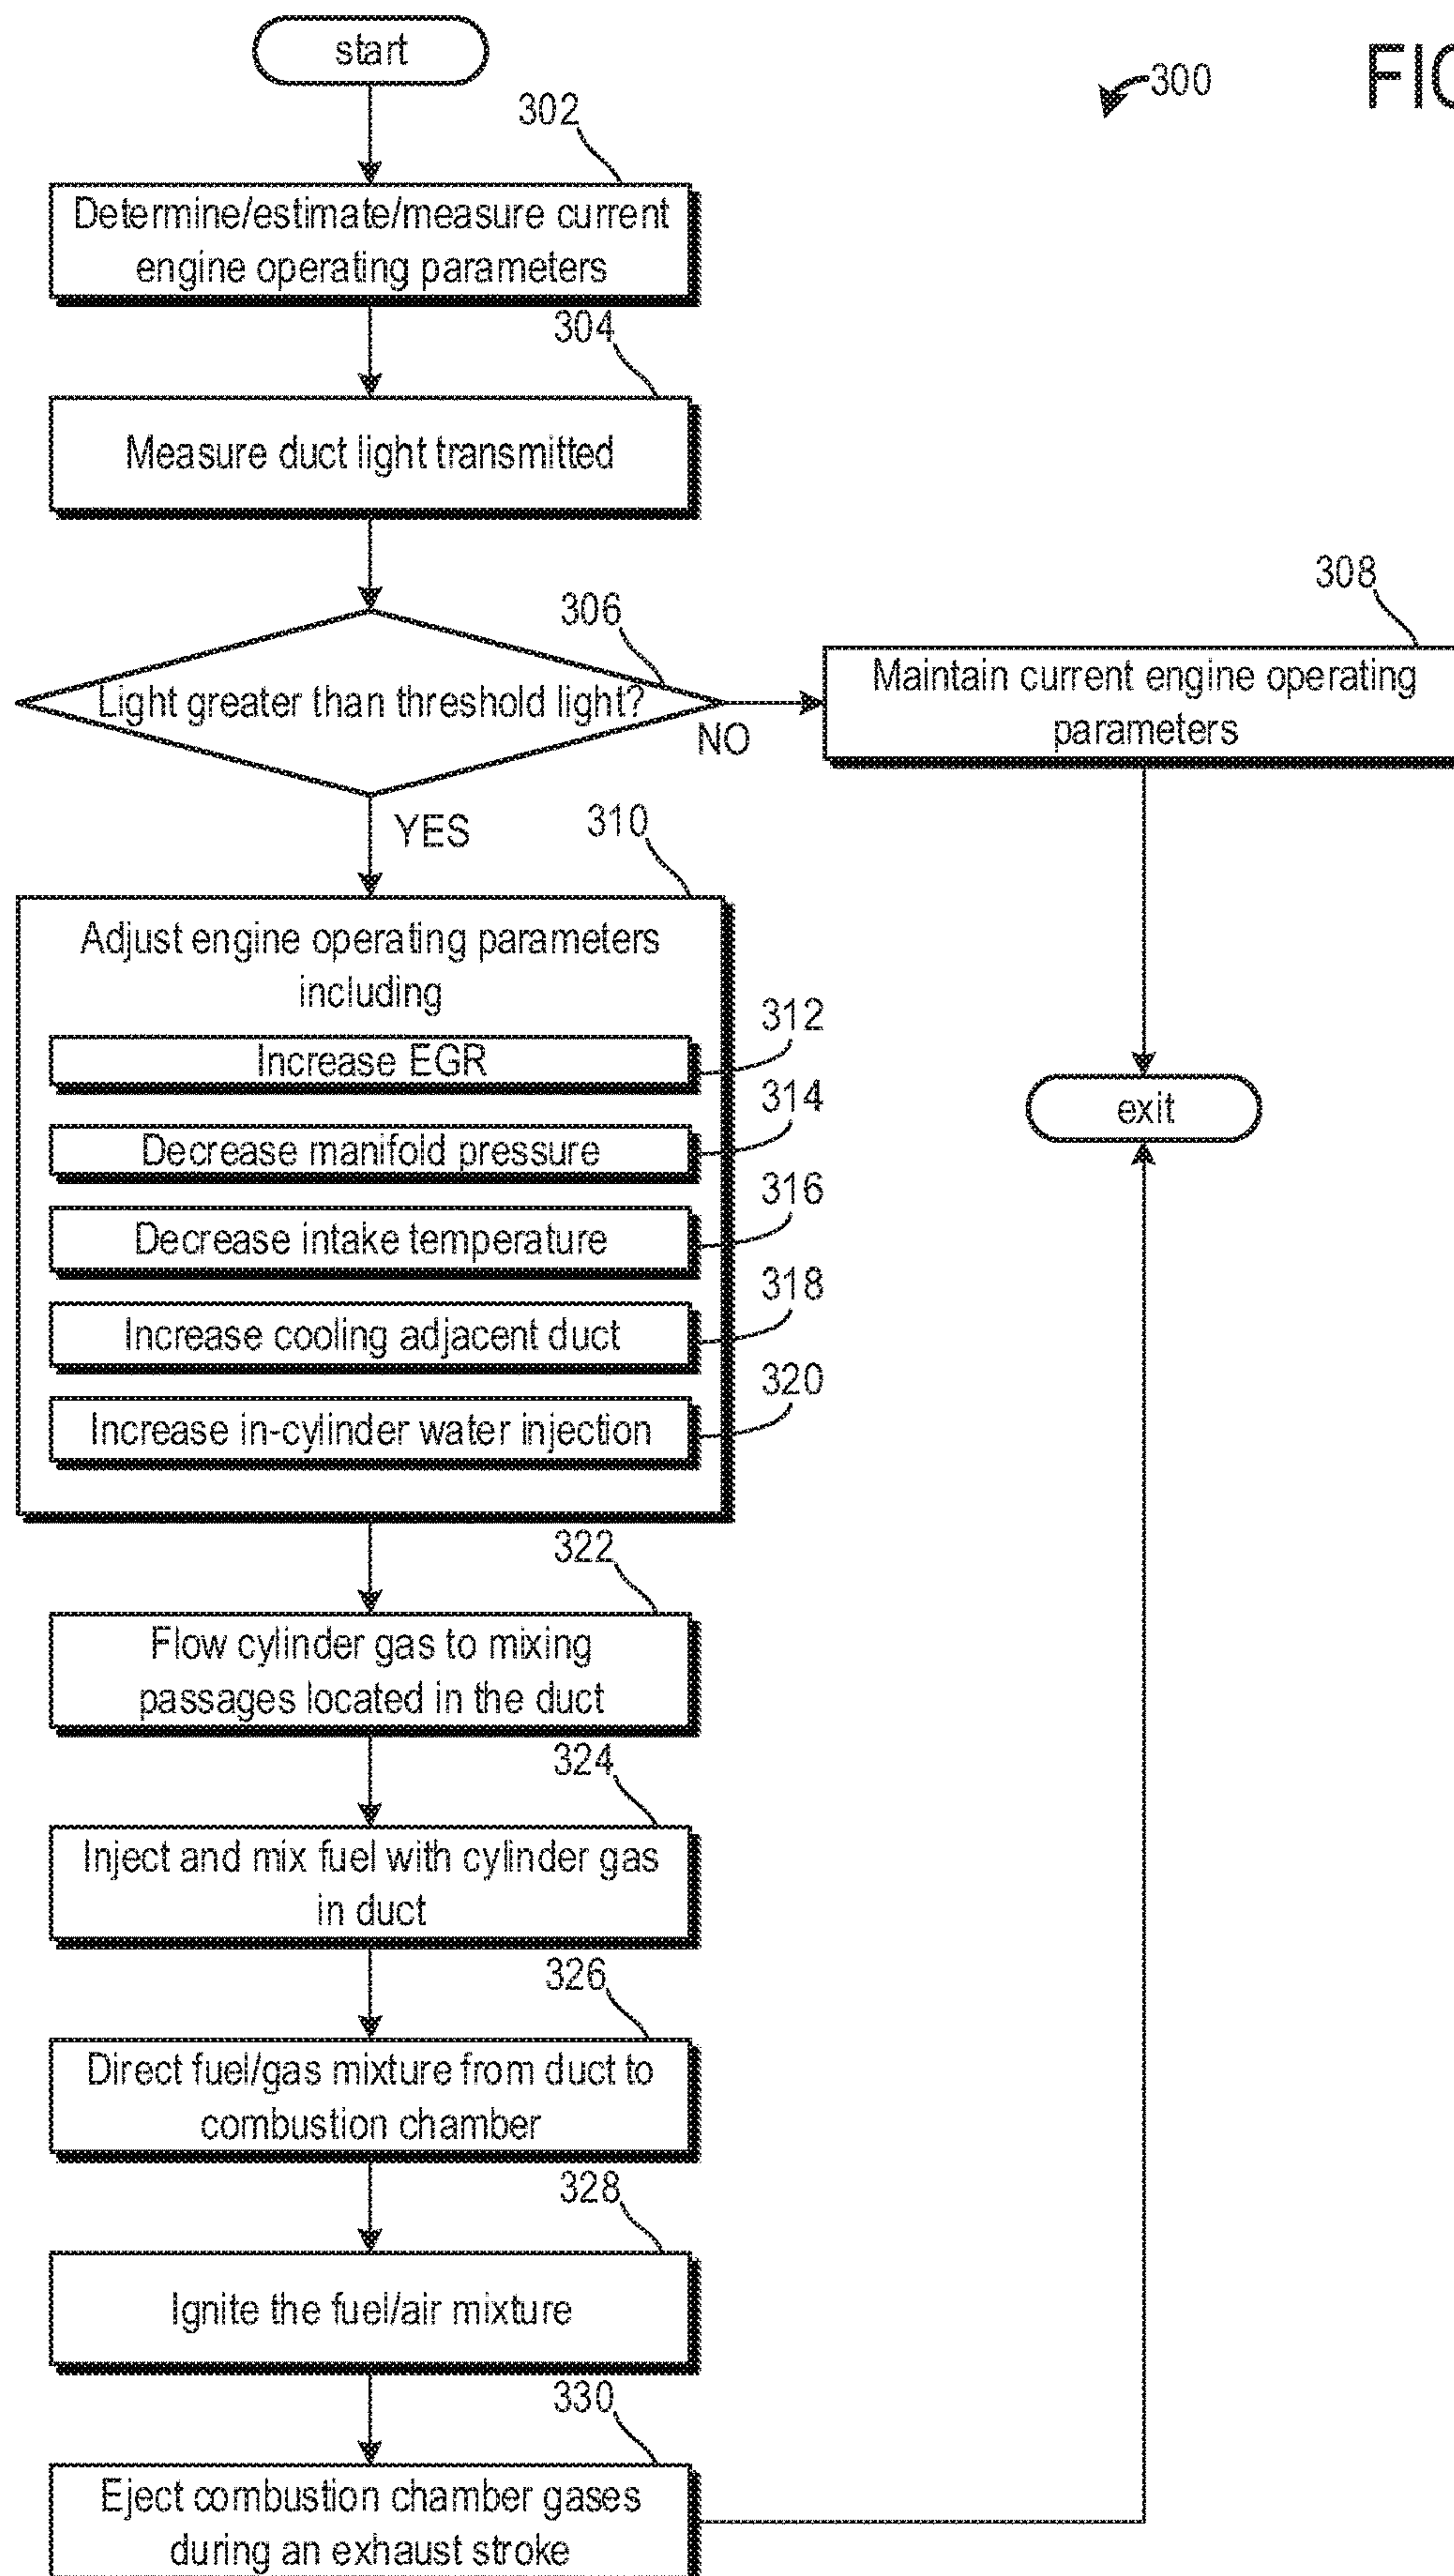 start
300
FIG
302
Determine/estimate/measure current
engine operating parameters
304
Measure duct light transmitted
306
Light greater than threshold light?
NO
308
Maintain current engine operating
parameters
YES
310
Adjust engine operating parameters
including
312
Increase EGR
314
Decrease manifold pressure
316
Decrease intake temperature
318
Increase cooling adjacent duct
320
Increase in-cylinder water injection
exit
322
Flow cylinder gas to mixing
passages located in the duct
324
Inject and mix fuel with cylinder gas
in duct
326
Direct fuel/gas mixture from duct to
combustion chamber
328
Ignite the fuel/air mixture
330
Eject combustion chamber gases
during an exhaust stroke